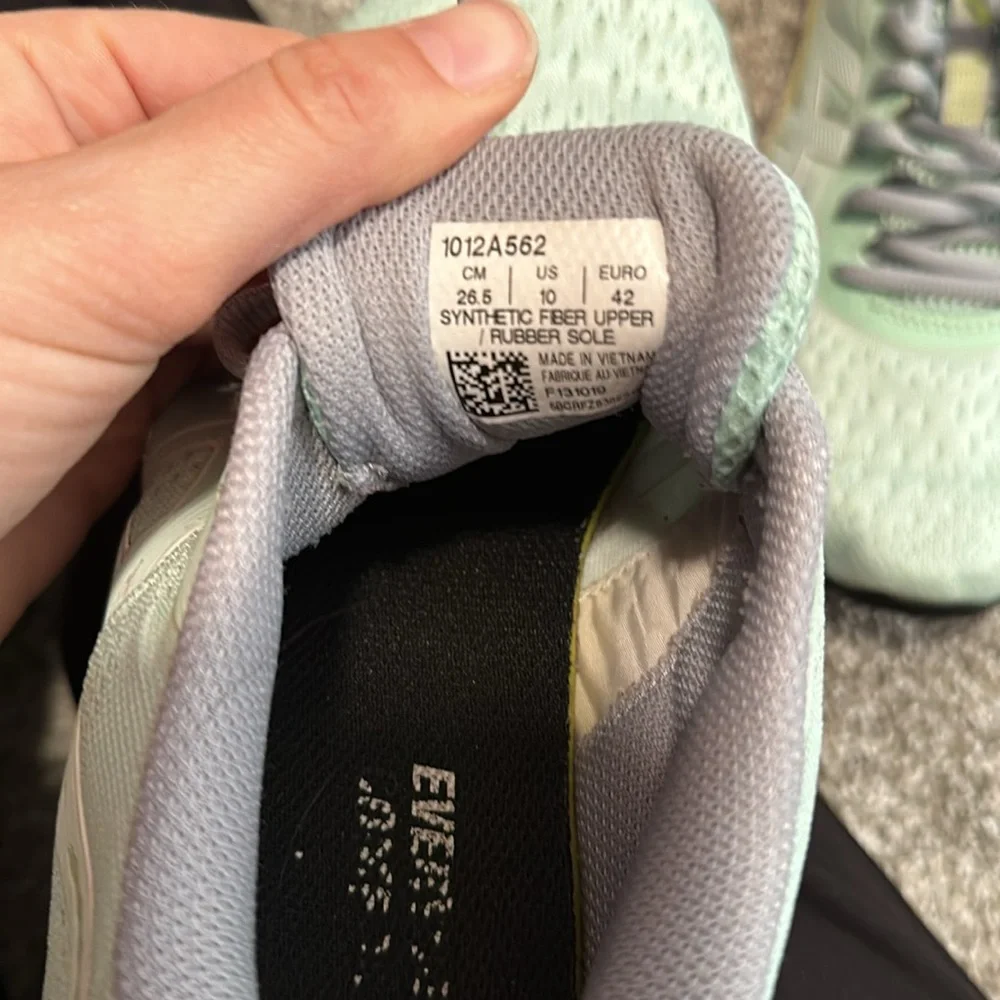 1012A562
CM | US | EURO
26.5 | 10 | 42
SYNTHETIC FIBER UPPER
/ RUBBER SOLE
MADE IN VIETNAM
FABRIQUE AU
F131019